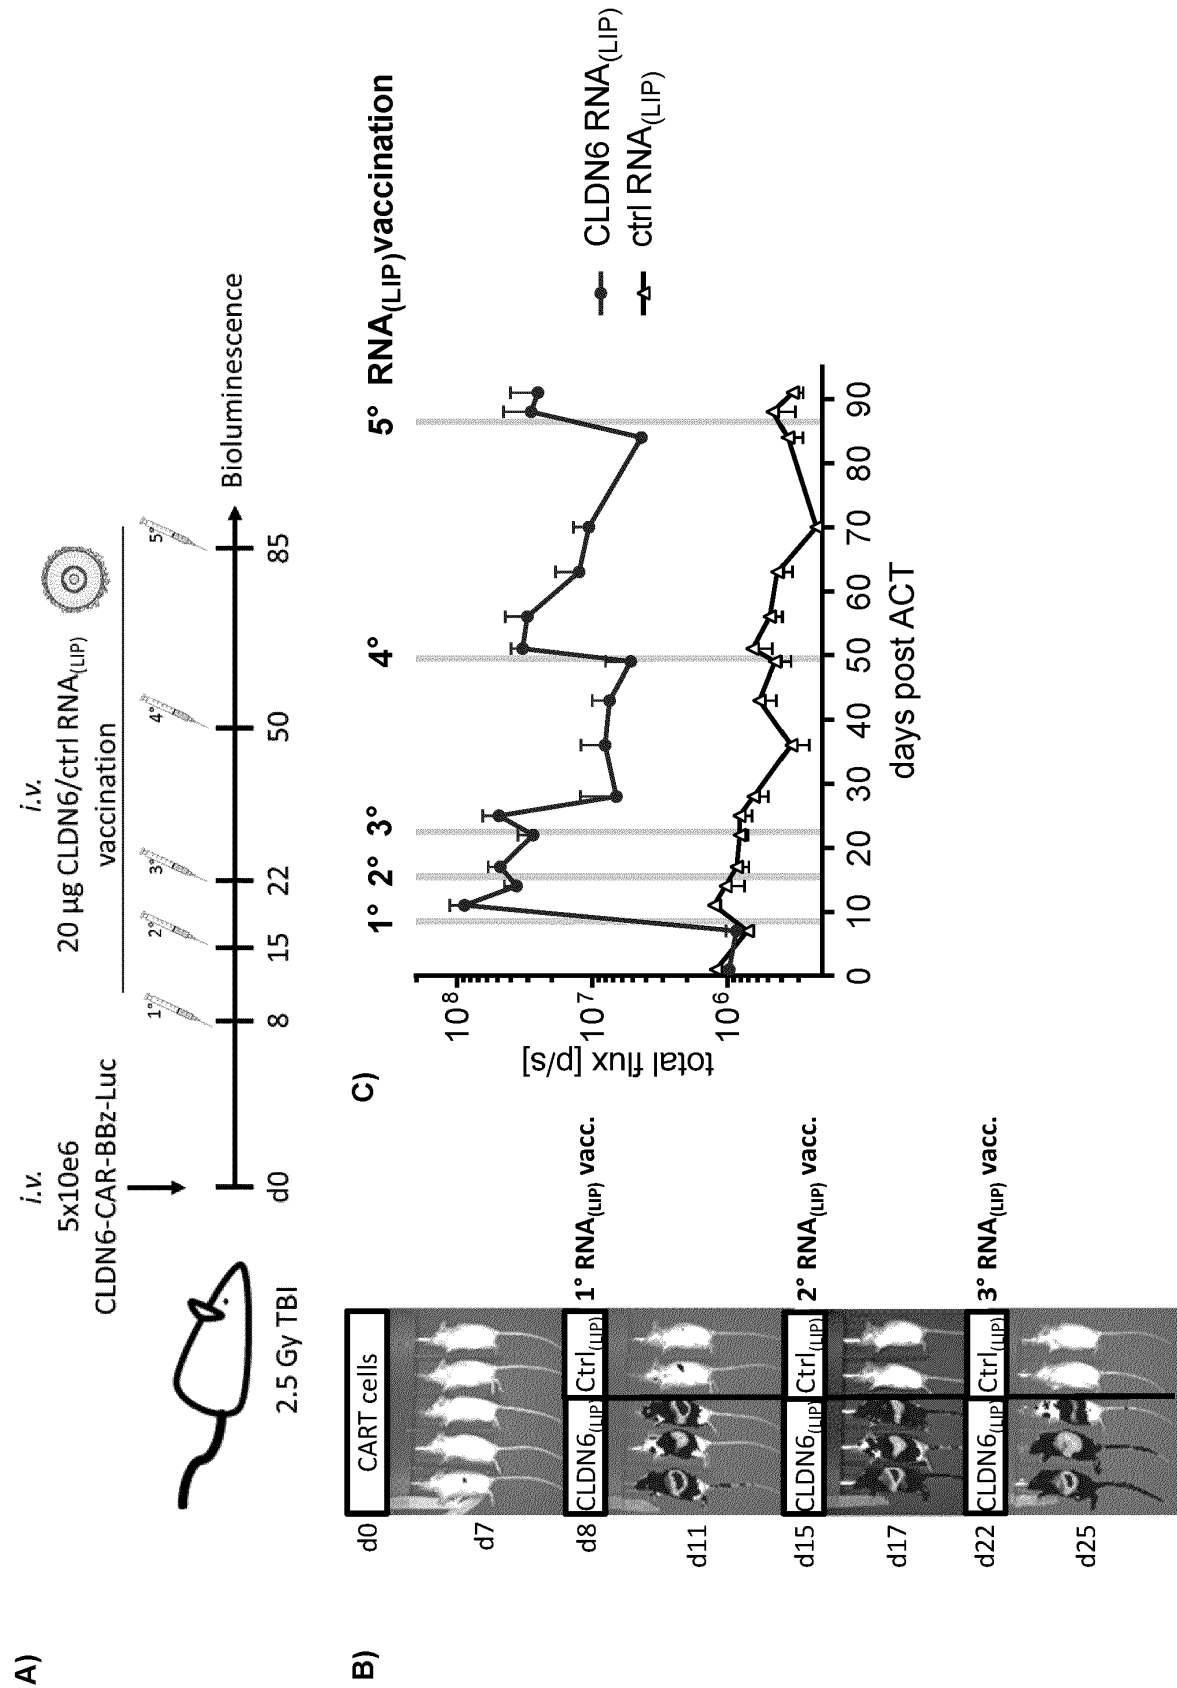 A)
i.v.
5x10e6
CLDN6-CAR-BBz-Luc
i.v.
20 µg CLDN6/ctrl RNA(LIP)
vaccination
1°
2°
3°
4°
5°
2.5 Gy TBI
d0
8
15
22
50
85
Bioluminescence
B)
d0
CART cells
d7
d8
CLDN6(LIP)
Ctrl(LIP)
1° RNA(LIP) vacc.
d11
d15
CLDN6(LIP)
Ctrl(LIP)
2° RNA(LIP) vacc.
d17
d22
CLDN6(LIP)
Ctrl(LIP)
3° RNA(LIP) vacc.
d25
C)
1°
2°
3°
4°
5°
RNA(LIP)vaccination
total flux [p/s]
10⁸
10⁷
10⁶
0
10
20
30
40
50
60
70
80
90
days post ACT
CLDN6 RNA(LIP)
ctrl RNA(LIP)